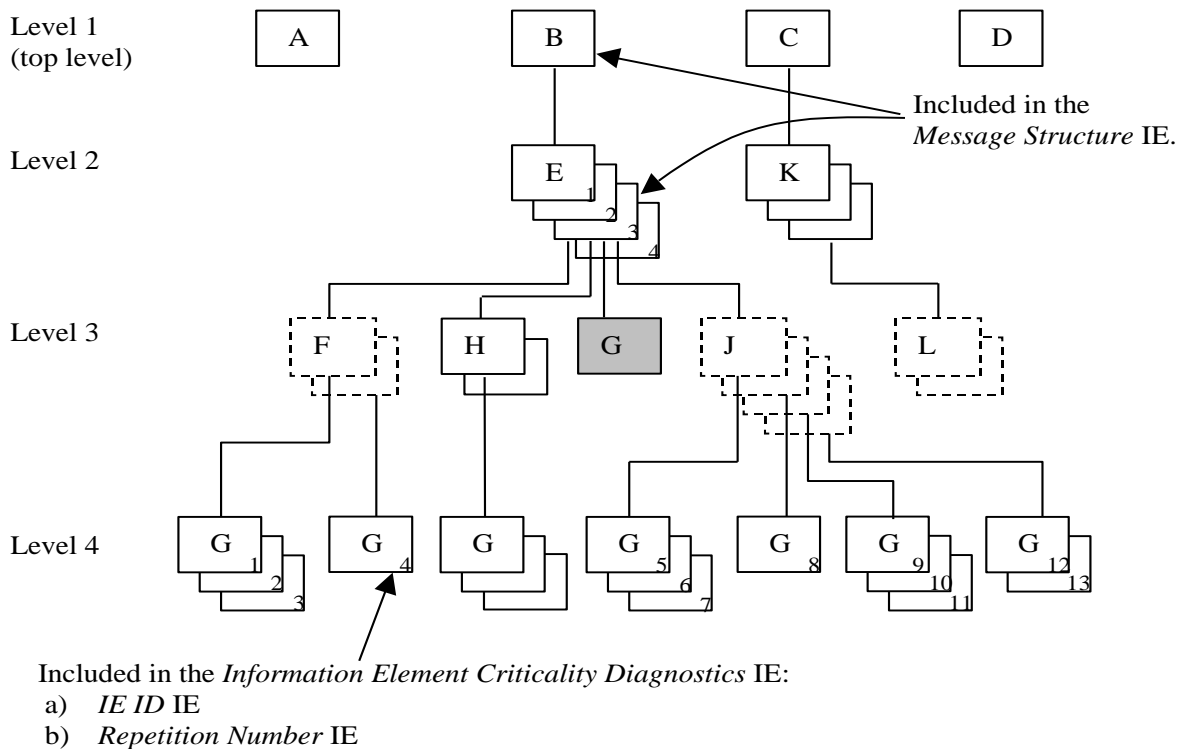 Level 1
(top level)
A
B
C
D
Included in the
Message Structure IE.
Level 2
E
1
2
3
4
K
Level 3
F
H
G
J
L
Level 4
G
1
2
3
G
4
G
G
5
6
7
G
8
G
9
10
11
G
12
13
Included in the Information Element Criticality Diagnostics IE:
a) IE ID IE
b) Repetition Number IE